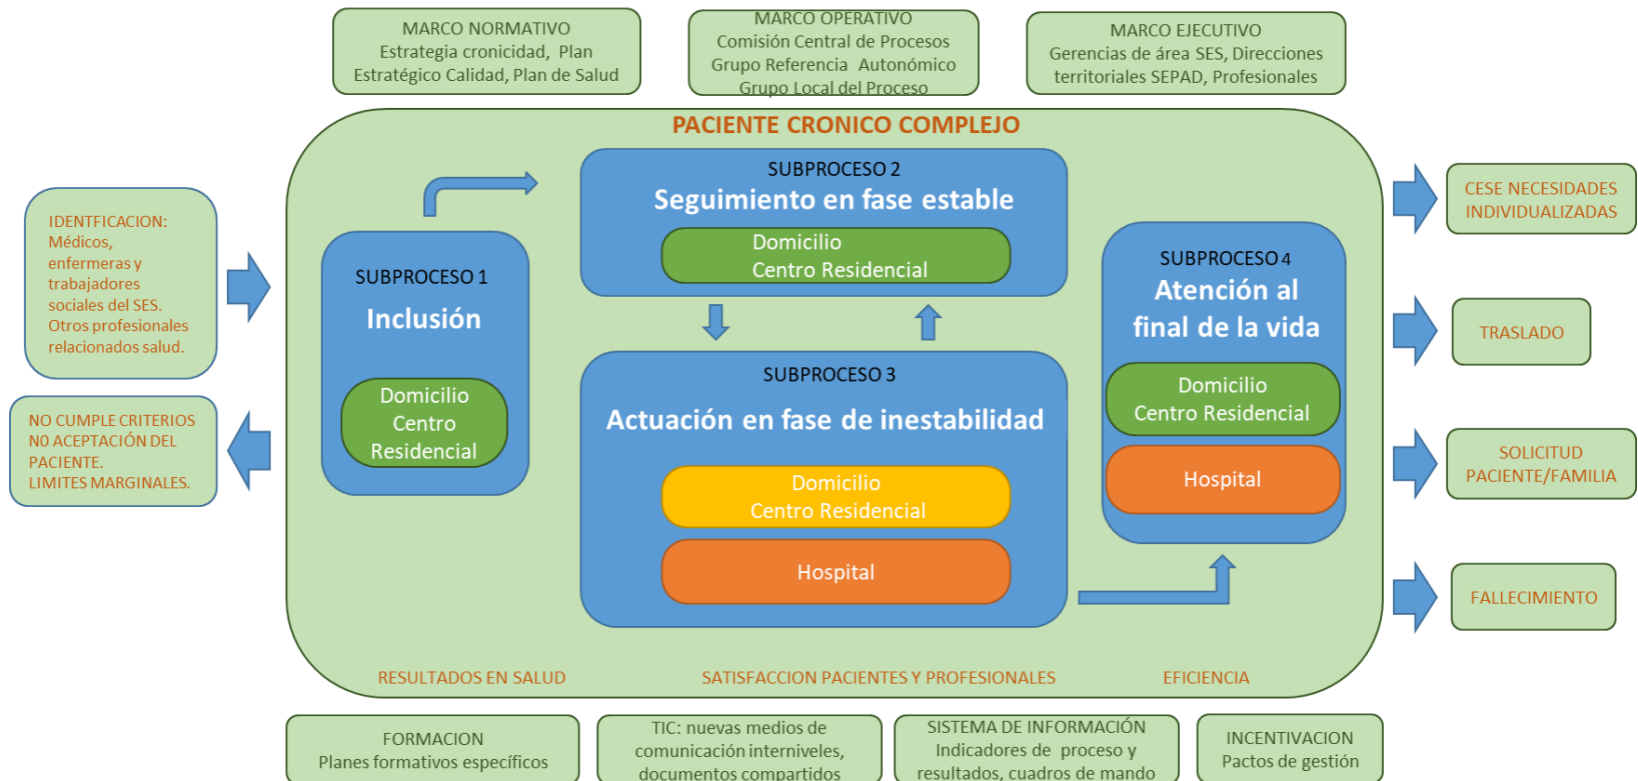 MARCO NORMATIVO
Estrategia cronicidad, Plan
Estratégico Calidad, Plan de Salud
MARCO OPERATIVO
Comisión Central de Procesos
Grupo Referencia Autonómico
Grupo Local del Proceso
MARCO EJECUTIVO
Gerencias de área SES, Direcciones
territoriales SEPAD, Profesionales
PACIENTE CRONICO COMPLEJO
IDENTFICACION:
Médicos,
enfermeras y
trabajadores
sociales del SES.
Otros profesionales
relacionados salud.
NO CUMPLE CRITERIOS
NO ACEPTACIÓN DEL
PACIENTE.
LIMITES MARGINALES.
SUBPROCESO 1
Inclusión
Domicilio
Centro
Residencial
SUBPROCESO 2
Seguimiento en fase estable
Domicilio
Centro Residencial
SUBPROCESO 3
Actuación en fase de inestabilidad
Domicilio
Centro Residencial
Hospital
SUBPROCESO 4
Atención al
final de la vida
Domicilio
Centro Residencial
Hospital
CESE NECESIDADES
INDIVIDUALIZADAS
TRASLADO
SOLICITUD
PACIENTE/FAMILIA
FALLECIMIENTO
RESULTADOS EN SALUD
SATISFACCION PACIENTES Y PROFESIONALES
EFICIENCIA
FORMACION
Planes formativos específicos
TIC: nuevas medios de
comunicación interniveles,
documentos compartidos
SISTEMA DE INFORMACIÓN
Indicadores de proceso y
resultados, cuadros de mando
INCENTIVACION
Pactos de gestión